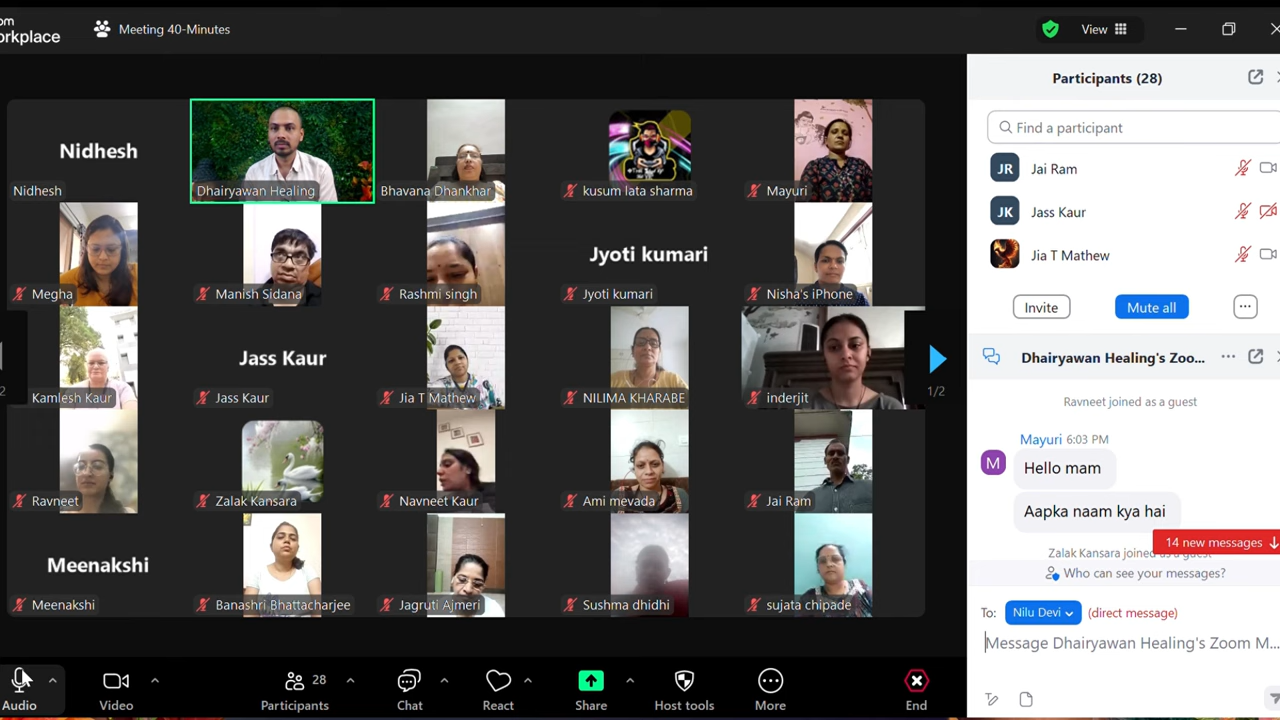 om
orkplace
Meeting 40-Minutes
View
Nidhesh
Nidhesh
Dhairyawan Healing
Bhavana Dhankhar
kusum lata sharma
Mayuri
Megha
Manish Sidana
Rashmi singh
Jyoti kumari
Jyoti kumari
Nisha's iPhone
Kamlesh Kaur
Jass Kaur
Jass Kaur
Jia T Mathew
NILIMA KHARABE
inderjit
2
1/2
Ravneet
Zalak Kansara
Navneet Kaur
Ami mevada
Jai Ram
Meenakshi
Meenakshi
Banashri Bhattacharjee
Jagruti Ajmeri
Sushma dhidhi
sujata chipade
Audio
Video
Participants
28
Chat
React
Share
Host tools
More
End
Participants (28)
Find a participant
JR Jai Ram
JK Jass Kaur
Jia T Mathew
Invite
Mute all
Dhairyawan Healing's Zoo...
Ravneet joined as a guest
Mayuri 6:03 PM
M
Hello mam
Aapka naam kya hai
14 new messages
Zalak Kansara joined as a guest
Who can see your messages?
To: Nilu Devi (direct message)
Message Dhairyawan Healing's Zoom M...